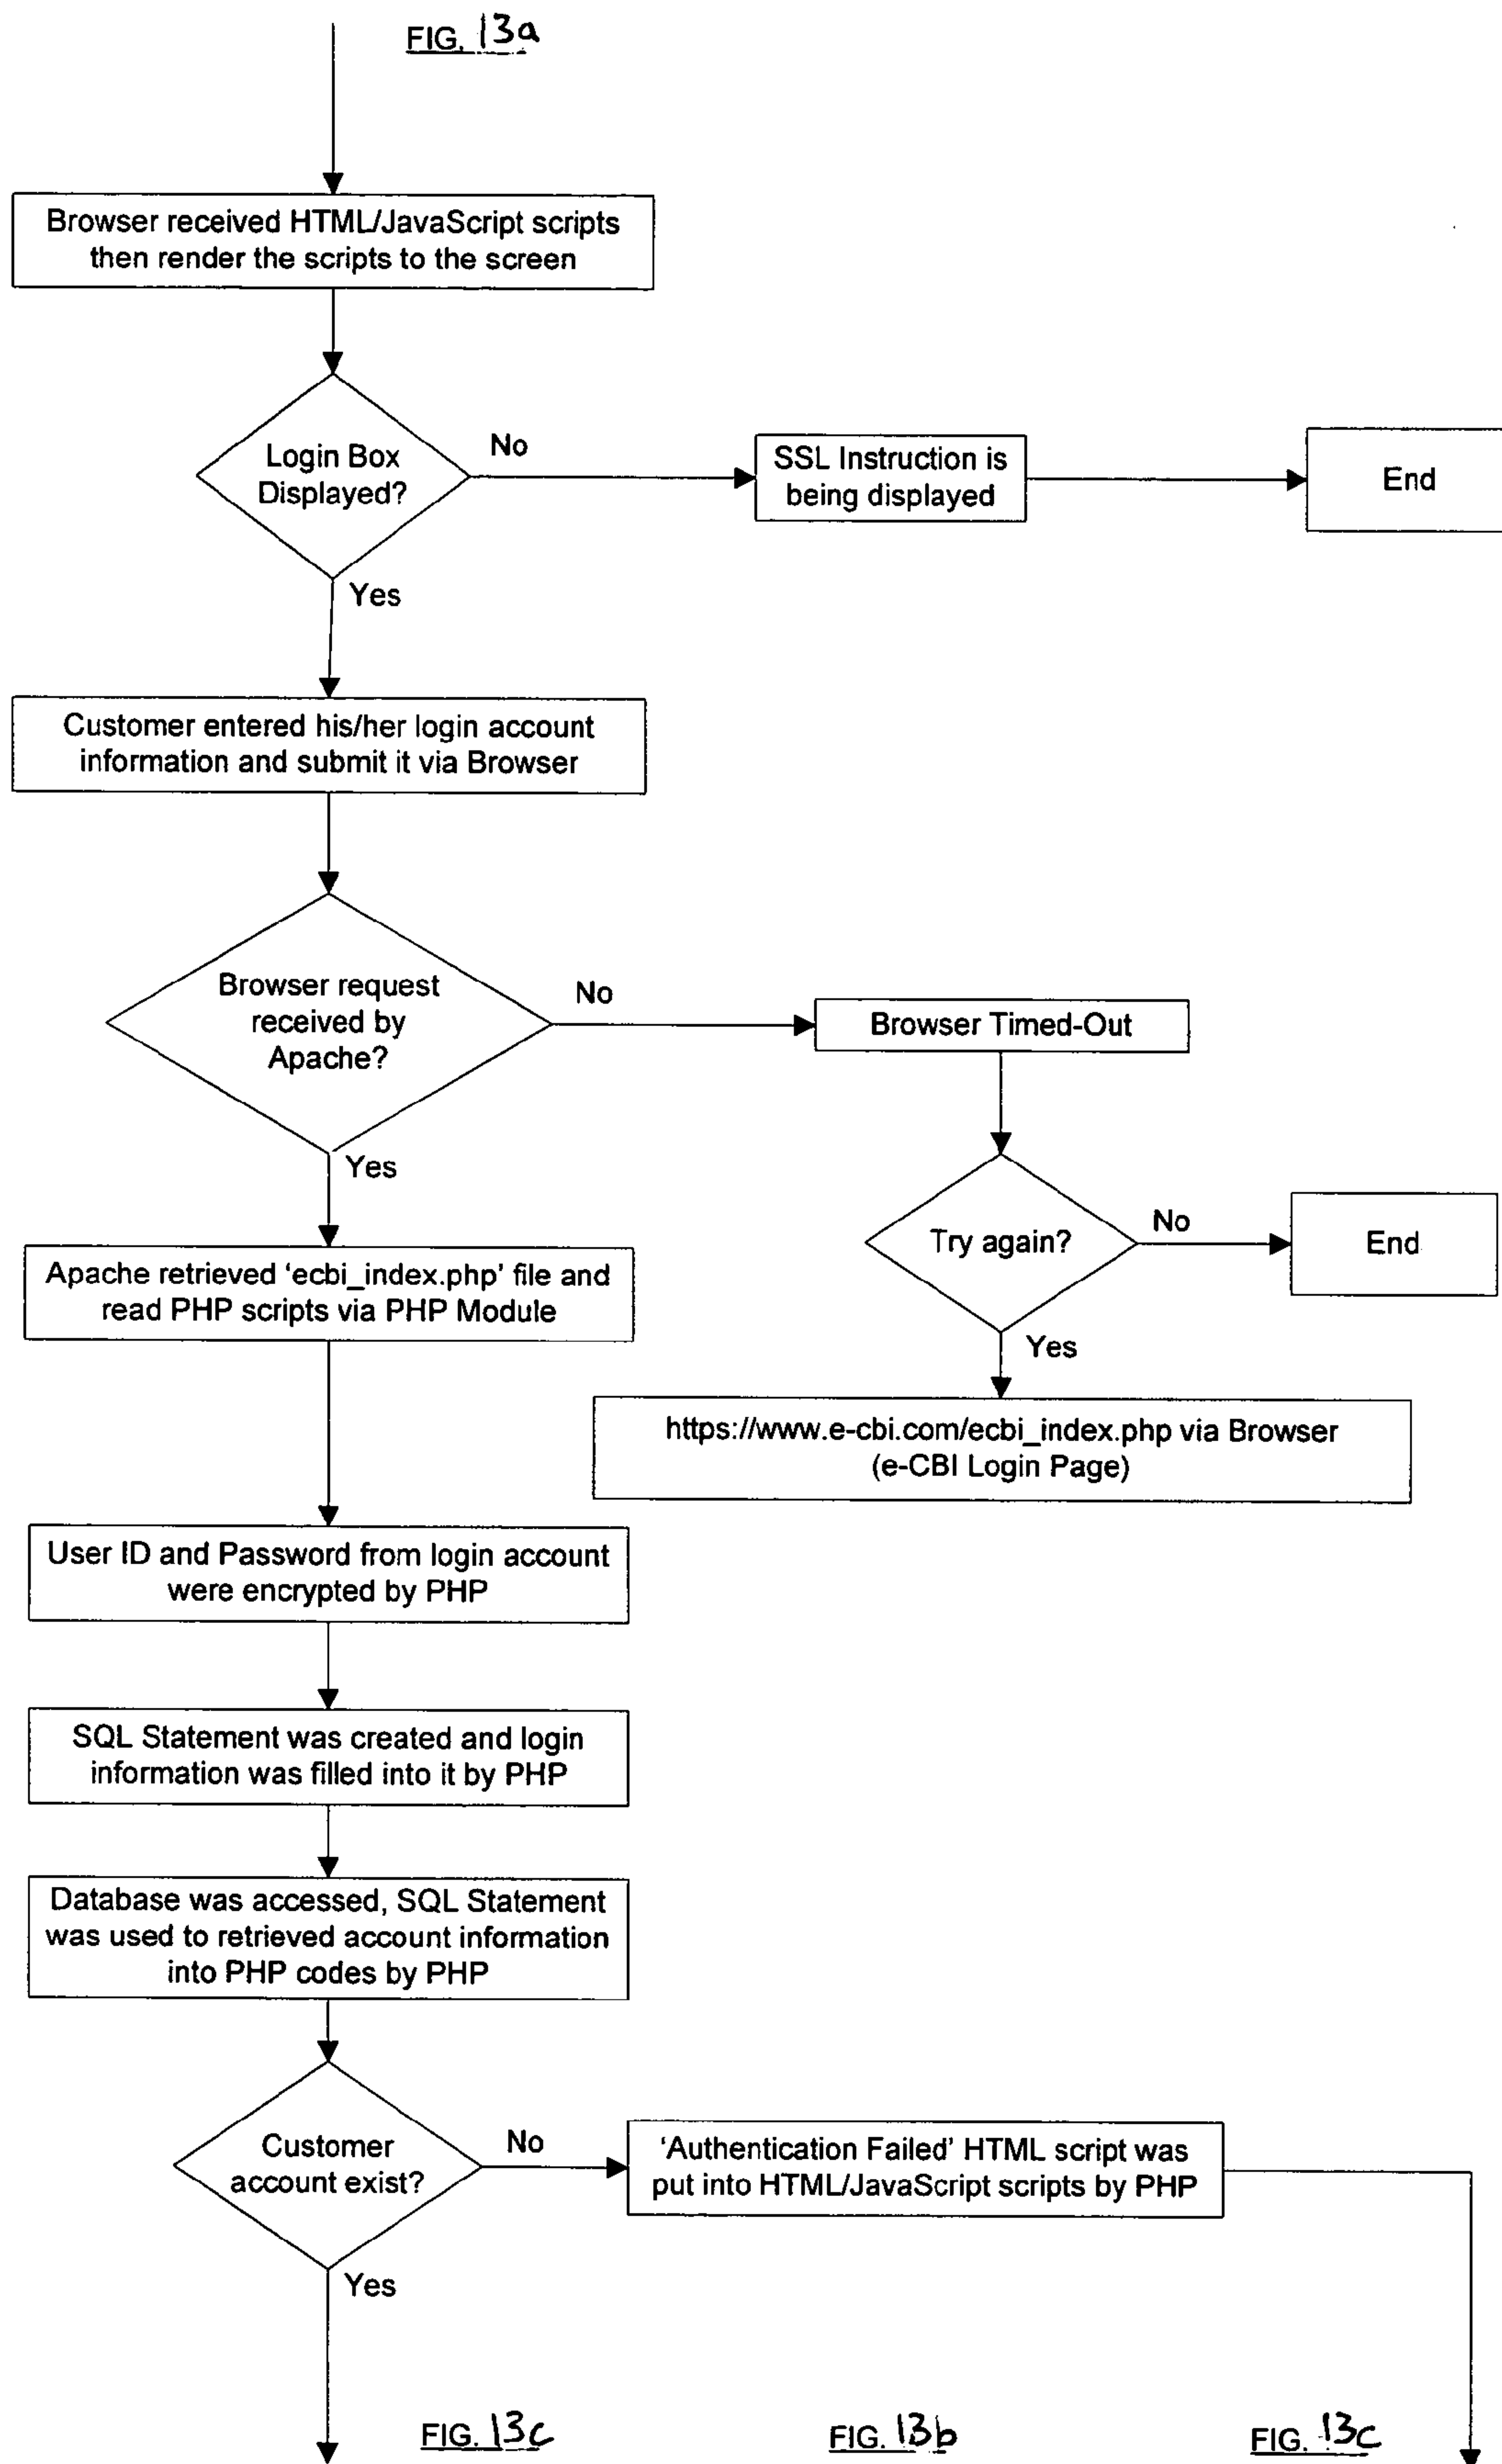 FIG. 13a
Browser received HTML/JavaScript scripts
then render the scripts to the screen
Login Box
Displayed?
No
SSL Instruction is
being displayed
End
Yes
Customer entered his/her login account
information and submit it via Browser
Browser request
received by
Apache?
No
Browser Timed-Out
Yes
Try again?
No
End
Apache retrieved ‘ecbi_index.php’ file and
read PHP scripts via PHP Module
Yes
https://www.e-cbi.com/ecbi_index.php via Browser
(e-CBI Login Page)
User ID and Password from login account
were encrypted by PHP
SQL Statement was created and login
information was filled into it by PHP
Database was accessed, SQL Statement
was used to retrieved account information
into PHP codes by PHP
Customer
account exist?
No
‘Authentication Failed’ HTML script was
put into HTML/JavaScript scripts by PHP
Yes
FIG. 13c
FIG. 13b
FIG. 13c